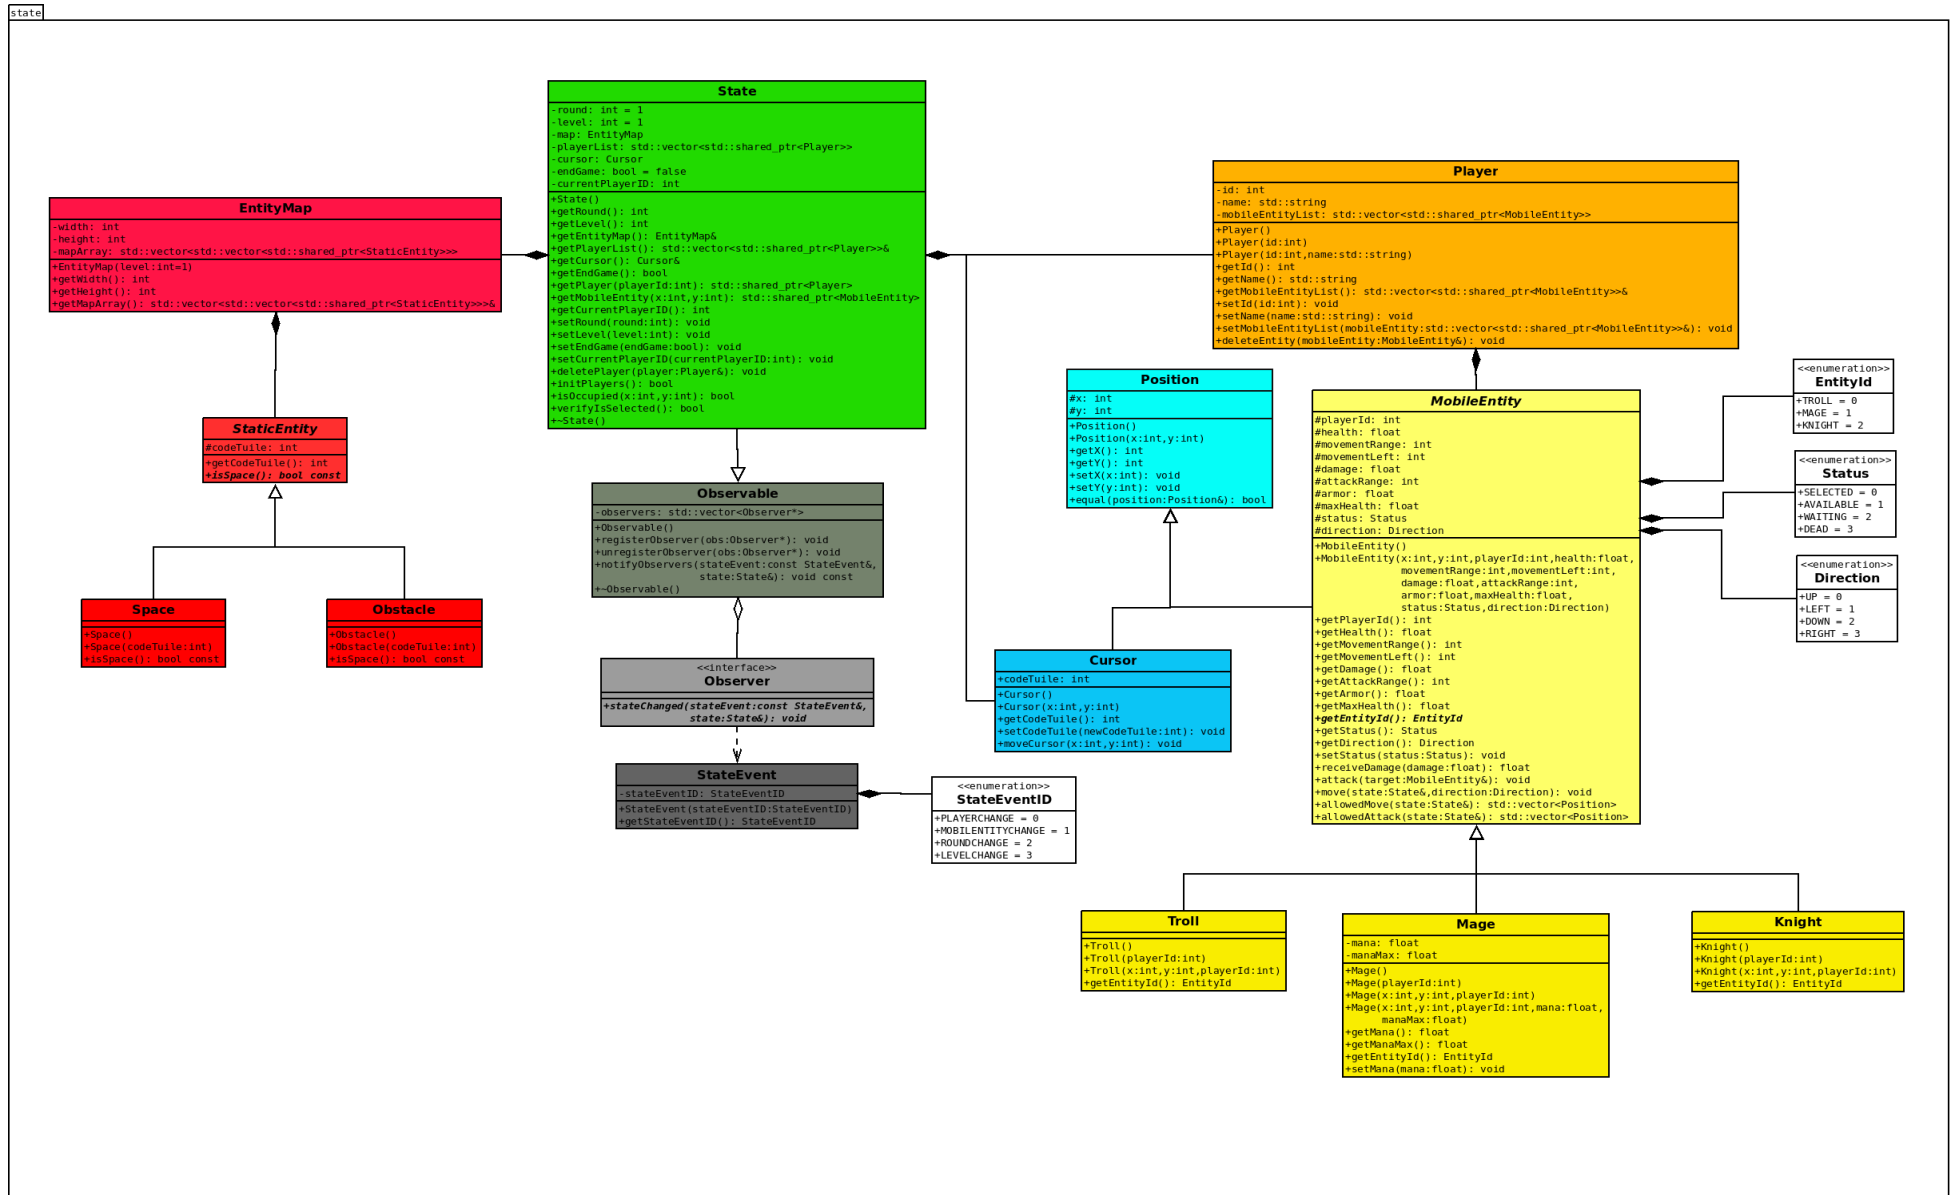 state
State
-round: int = 1
-level: int = 1
-map: EntityMap
-playerList: std::vector<std::shared_ptr<Player>>
-cursor: Cursor
-endGame: bool = false
-currentPlayerID: int
+State()
+getRound(): int
+getLevel(): int
+getEntityMap(): EntityMap&
+getPlayerList(): std::vector<std::shared_ptr<Player>>&
+getCursor(): Cursor&
+getEndGame(): bool
+getPlayer(playerId:int): std::shared_ptr<Player>
+getMobileEntity(x:int,y:int): std::shared_ptr<MobileEntity>
+getCurrentPlayerID(): int
+setRound(round:int): void
+setLevel(level:int): void
+setEndGame(endGame:bool): void
+setCurrentPlayerID(currentPlayerID:int): void
+deletePlayer(player:Player&): void
+initPlayers(): bool
+isOccupied(x:int,y:int): bool
+verifyIsSelected(): bool
+~State()
Player
-id: int
-name: std::string
-mobileEntityList: std::vector<std::shared_ptr<MobileEntity>>
+Player()
+Player(id:int)
+Player(id:int,name:std::string)
+getId(): int
+getName(): std::string
+getMobileEntityList(): std::vector<std::shared_ptr<MobileEntity>>&
+setId(id:int): void
+setName(name:std::string): void
+setMobileEntityList(mobileEntity:std::vector<std::shared_ptr<MobileEntity>>&): void
+deleteEntity(mobileEntity:MobileEntity&): void
EntityMap
-width: int
-height: int
-mapArray: std::vector<std::vector<std::shared_ptr<StaticEntity>>>
+EntityMap(level:int=1)
+getWidth(): int
+getHeight(): int
+getMapArray(): std::vector<std::vector<std::shared_ptr<StaticEntity>>>&
StaticEntity
#codeTuile: int
+getCodeTuile(): int
+isSpace(): bool const
Space
+Space()
+Space(codeTuile:int)
+isSpace(): bool const
Obstacle
+Obstacle()
+Obstacle(codeTuile:int)
+isSpace(): bool const
Observable
-observers: std::vector<Observer*>
+Observable()
+registerObserver(obs:Observer*): void
+unregisterObserver(obs:Observer*): void
+notifyObservers(stateEvent:const StateEvent&,
state:State&): void const
+~Observable()
<<interface>>
Observer
+stateChanged(stateEvent:const StateEvent&,
state:State&): void
StateEvent
-stateEventID: StateEventID
+StateEvent(stateEventID:StateEventID)
+getStateEventID(): StateEventID
<<enumeration>>
StateEventID
+PLAYERCHANGE = 0
+MOBILENTITYCHANGE = 1
+ROUNDCHANGE = 2
+LEVELCHANGE = 3
Position
#x: int
#y: int
+Position()
+Position(x:int,y:int)
+getX(): int
+getY(): int
+setX(x:int): void
+setY(y:int): void
+equal(position:Position&): bool
Cursor
+codeTuile: int
+Cursor()
+Cursor(x:int,y:int)
+getCodeTuile(): int
+setCodeTuile(newCodeTuile:int): void
+moveCursor(x:int,y:int): void
MobileEntity
#playerId: int
#health: float
#movementRange: int
#movementLeft: int
#damage: float
#attackRange: int
#armor: float
#maxHealth: float
#status: Status
#direction: Direction
+MobileEntity()
+MobileEntity(x:int,y:int,playerId:int,health:float,
movementRange:int,movementLeft:int,
damage:float,attackRange:int,
armor:float,maxHealth:float,
status:Status,direction:Direction)
+getPlayerId(): int
+getHealth(): float
+getMovementRange(): int
+getMovementLeft(): int
+getDamage(): float
+getAttackRange(): int
+getArmor(): float
+getMaxHealth(): float
+getEntityId(): EntityId
+getStatus(): Status
+getDirection(): Direction
+setStatus(status:Status): void
+receiveDamage(damage:float): float
+attack(target:MobileEntity&): void
+move(state:State&,direction:Direction): void
+allowedMove(state:State&): std::vector<Position>
+allowedAttack(state:State&): std::vector<Position>
<<enumeration>>
EntityId
+TROLL = 0
+MAGE = 1
+KNIGHT = 2
<<enumeration>>
Status
+SELECTED = 0
+AVAILABLE = 1
+WAITING = 2
+DEAD = 3
<<enumeration>>
Direction
+UP = 0
+LEFT = 1
+DOWN = 2
+RIGHT = 3
Troll
+Troll()
+Troll(playerId:int)
+Troll(x:int,y:int,playerId:int)
+getEntityId(): EntityId
Mage
-mana: float
-manaMax: float
+Mage()
+Mage(playerId:int)
+Mage(x:int,y:int,playerId:int)
+Mage(x:int,y:int,playerId:int,mana:float,
manaMax:float)
+getMana(): float
+getManaMax(): float
+getEntityId(): EntityId
+setMana(mana:float): void
Knight
+Knight()
+Knight(playerId:int)
+Knight(x:int,y:int,playerId:int)
+getEntityId(): EntityId